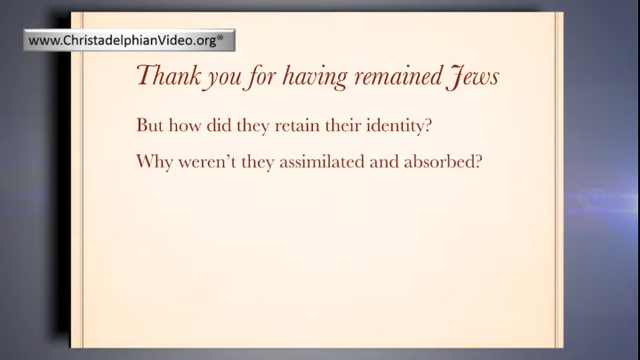 www.ChristadelphianVideo.org®
Thank you for having remained Jews
But how did they retain their identity?
Why weren't they assimilated and absorbed?